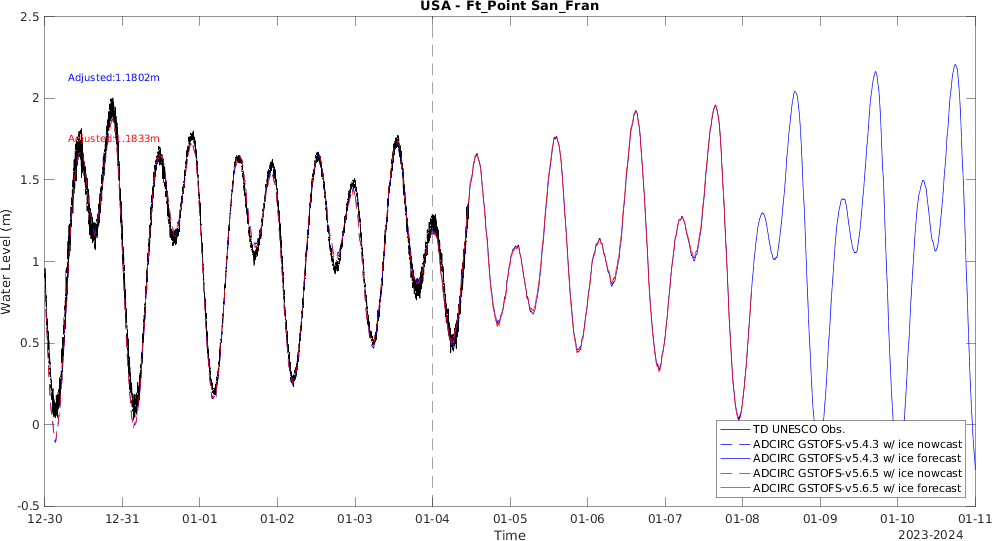 USA - Ft_Point San_Fran
2.5
2
1.5
1
0.5
0
-0.5
Water Level (m)
Adjusted:1.1802m
Adjusted:1.1833m
TD UNESCO Obs.
ADCIRC GSTOFS-v5.4.3 w/ ice nowcast
ADCIRC GSTOFS-v5.4.3 w/ ice forecast
ADCIRC GSTOFS-v5.6.5 w/ ice nowcast
ADCIRC GSTOFS-v5.6.5 w/ ice forecast
12-30 12-31 01-01 01-02 01-03 01-04 01-05 01-06 01-07 01-08 01-09 01-10 01-11
Time
2023-2024